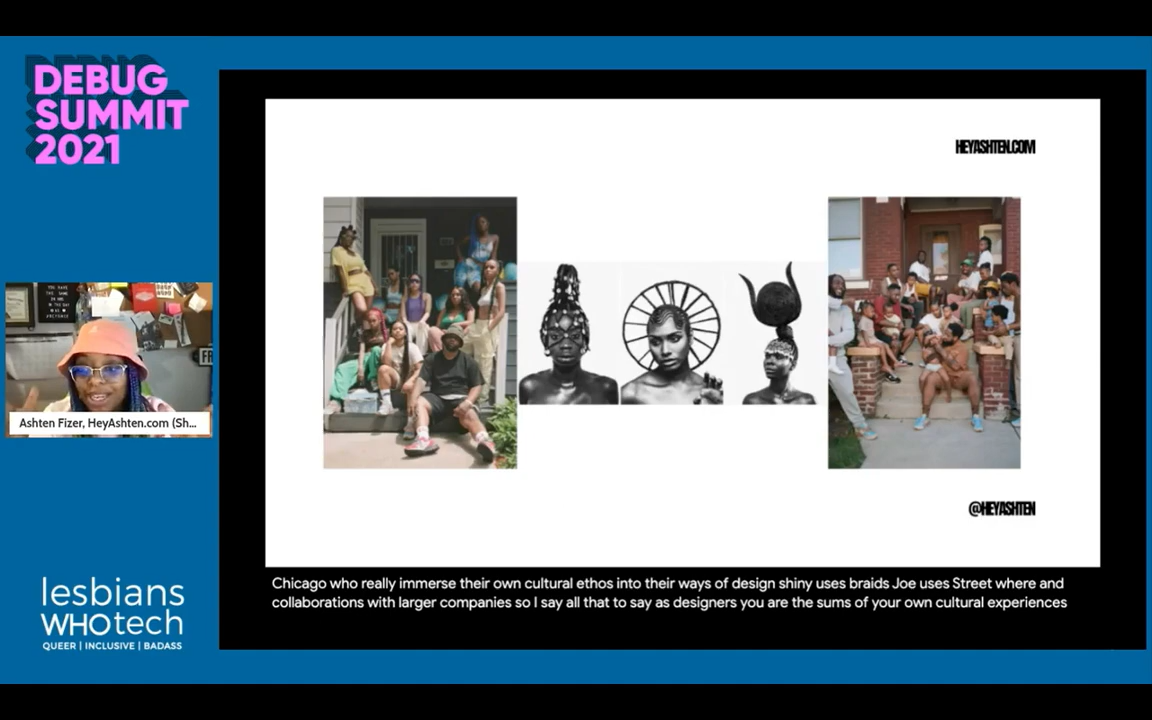 DEBUG
SUMMIT
2021
HEYASHTEN.COM
Ashten Fizer, HeyAshten.com (Sh...
@HEYASHTEN
lesbians
WHOtech
QUEER | INCLUSIVE | BADASS
Chicago who really immerse their own cultural ethos into their ways of design shiny uses braids Joe uses Street where and
collaborations with larger companies so I say all that to say as designers you are the sums of your own cultural experiences